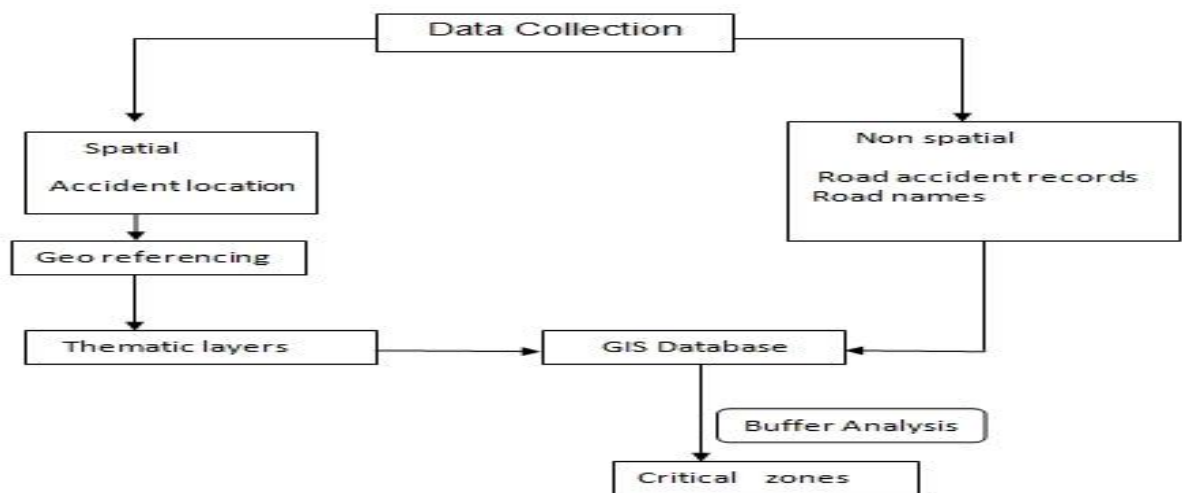 Data Collection
Spatial
Accident location
Non spatial
Road accident records
Road names
Geo referencing
Thematic layers
GIS Database
Buffer Analysis
Critical zones